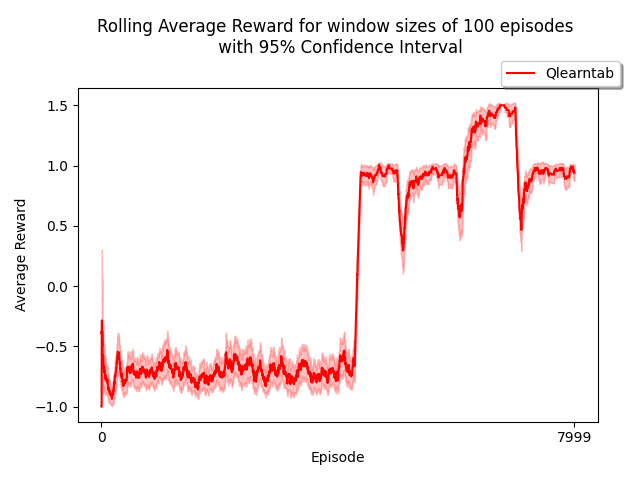 Rolling Average Reward for window sizes of 100 episodes
with 95% Confidence Interval
Qlearntab
1.5
1.0
0.5
0.0
−0.5
−1.0
Average Reward
0
7999
Episode